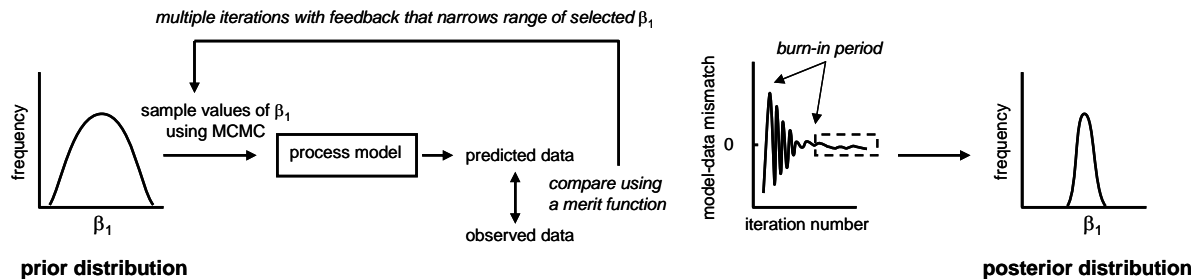 multiple iterations with feedback that narrows range of selected β1
frequency
β1
prior distribution
sample values of β1
using MCMC
process model
predicted data
compare using
a merit function
observed data
burn-in period
model-data mismatch
0
iteration number
frequency
β1
posterior distribution